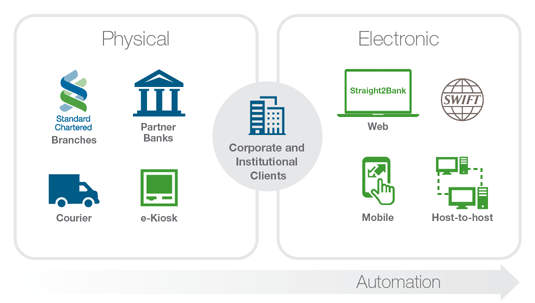 Physical
Electronic
Standard
Chartered
Branches
Partner
Banks
Courier
e-Kiosk
Corporate and
Institutional
Clients
Straight2Bank
Web
SWIFT
Mobile
Host-to-host
Automation